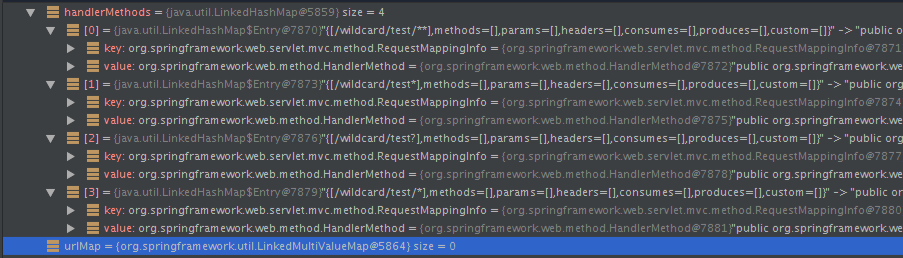 handlerMethods = {java.util.LinkedHashMap@5859} size = 4
[0] = {java.util.LinkedHashMap$Entry@7870}"{[/wildcard/test/**],methods=[],params=[],headers=[],consumes=[],produces=[],custom=[]}" -> "public o
key: org.springframework.web.servlet.mvc.method.RequestMappingInfo = {org.springframework.web.servlet.mvc.method.RequestMappingInfo@7871
value: org.springframework.web.method.HandlerMethod = {org.springframework.web.method.HandlerMethod@7872}"public org.springframework.we
[1] = {java.util.LinkedHashMap$Entry@7873}"{[/wildcard/test*],methods=[],params=[],headers=[],consumes=[],produces=[],custom=[]}" -> "public org
key: org.springframework.web.servlet.mvc.method.RequestMappingInfo = {org.springframework.web.servlet.mvc.method.RequestMappingInfo@7874
value: org.springframework.web.method.HandlerMethod = {org.springframework.web.method.HandlerMethod@7875}"public org.springframework.we
[2] = {java.util.LinkedHashMap$Entry@7876}"{[/wildcard/test?],methods=[],params=[],headers=[],consumes=[],produces=[],custom=[]}" -> "public org
key: org.springframework.web.servlet.mvc.method.RequestMappingInfo = {org.springframework.web.servlet.mvc.method.RequestMappingInfo@7877
value: org.springframework.web.method.HandlerMethod = {org.springframework.web.method.HandlerMethod@7878}"public org.springframework.we
[3] = {java.util.LinkedHashMap$Entry@7879}"{[/wildcard/test/*],methods=[],params=[],headers=[],consumes=[],produces=[],custom=[]}" -> "public or
key: org.springframework.web.servlet.mvc.method.RequestMappingInfo = {org.springframework.web.servlet.mvc.method.RequestMappingInfo@7880
value: org.springframework.web.method.HandlerMethod = {org.springframework.web.method.HandlerMethod@7881}"public org.springframework.we
urlMap = {org.springframework.util.LinkedMultiValueMap@5864} size = 0